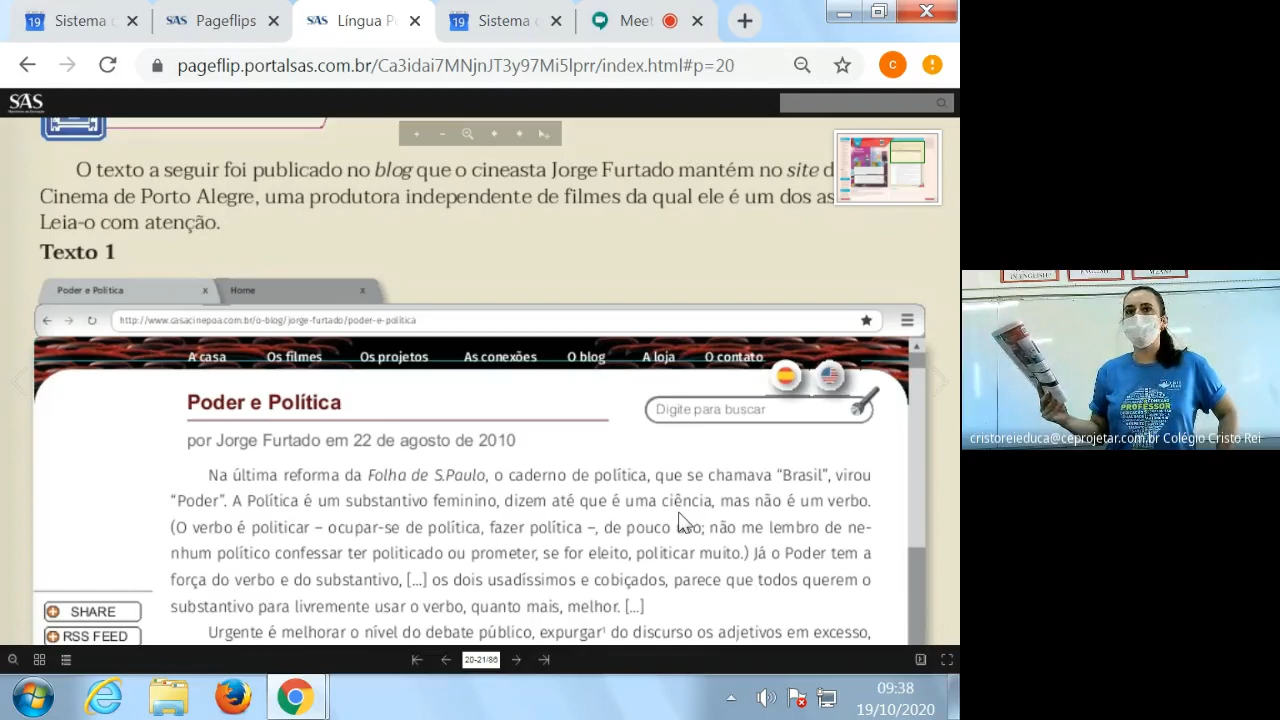 Sistema
Pageflips
SAS Língua P
Sistema
Meet
pageflip.portalsas.com.br/Ca3idai7MNjnJT3y97Mi5lprr/index.html#p=20
C
SAS
O texto a seguir foi publicado no blog que o cineasta Jorge Furtado mantém no site d
Cinema de Porto Alegre, uma produtora independente de filmes da qual ele é um dos as
Leia-o com atenção.
Texto 1
Poder e Política x Home x
http://www.casacinepoa.com.br/o-blog/jorge-furtado/poder-e-politica
A casa Os filmes Os projetos As conexões O blog A loja O contato
Poder e Política
Digite para buscar
por Jorge Furtado em 22 de agosto de 2010
Na última reforma da Folha de S.Paulo, o caderno de política, que se chamava “Brasil”, virou
“Poder”. A Política é um substantivo feminino, dizem até que é uma ciência, mas não é um verbo.
(O verbo é politicar – ocupar-se de política, fazer política –, de pouco; não me lembro de ne-
nhum político confessar ter politicado ou prometer, se for eleito, politicar muito.) Já o Poder tem a
força do verbo e do substantivo, [...] os dois usadíssimos e cobiçados, parece que todos querem o
substantivo para livremente usar o verbo, quanto mais, melhor. [...]
Urgente é melhorar o nível do debate público, expurgar¹ do discurso os adjetivos em excesso,
SHARE
RSS FEED
20-21/86
09:38
19/10/2020
IN ENGLISH?
ENGLISH?
MEAN?
PROFESSOR
cristoreieduca@ceprojetar.com.br Colégio Cristo Rei